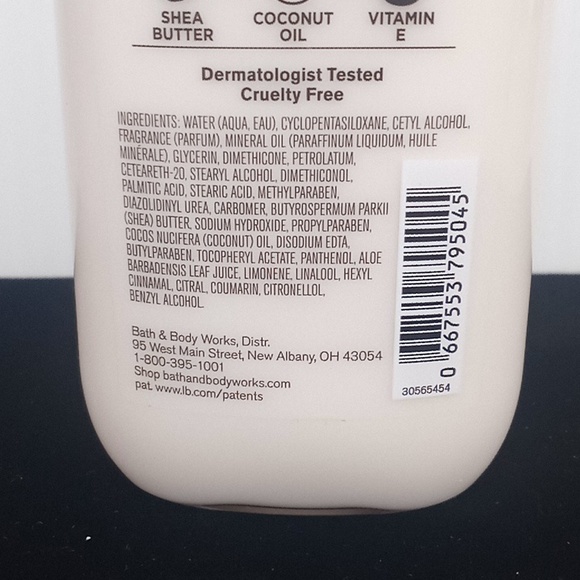 SHEA BUTTER
COCONUT OIL
VITAMIN E
Dermatologist Tested
Cruelty Free
INGREDIENTS: WATER (AQUA, EAU), CYCLOPENTASILOXANE, CETYL ALCOHOL,
FRAGRANCE (PARFUM), MINERAL OIL (PARAFFINUM LIQUIDUM, HUILE
MINÉRALE), GLYCERIN, DIMETHICONE, PETROLATUM,
CETEARETH-20, STEARYL ALCOHOL, DIMETHICONOL,
PALMITIC ACID, STEARIC ACID, METHYLPARABEN,
DIAZOLIDINYL UREA, CARBOMER, BUTYROSPERMUM PARKII
(SHEA) BUTTER, SODIUM HYDROXIDE, PROPYLPARABEN,
COCOS NUCIFERA (COCONUT) OIL, DISODIUM EDTA,
BUTYLPARABEN, TOCOPHERYL ACETATE, PANTHENOL, ALOE
BARBADENSIS LEAF JUICE, LIMONENE, LINALOOL, HEXYL
CINNAMAL, CITRAL, COUMARIN, CITRONELLOL,
BENZYL ALCOHOL.
Bath & Body Works, Distr.
95 West Main Street, New Albany, OH 43054
1-800-395-1001
Shop bathandbodyworks.com
pat. www.lb.com/patents
0 667553 795045
30565454